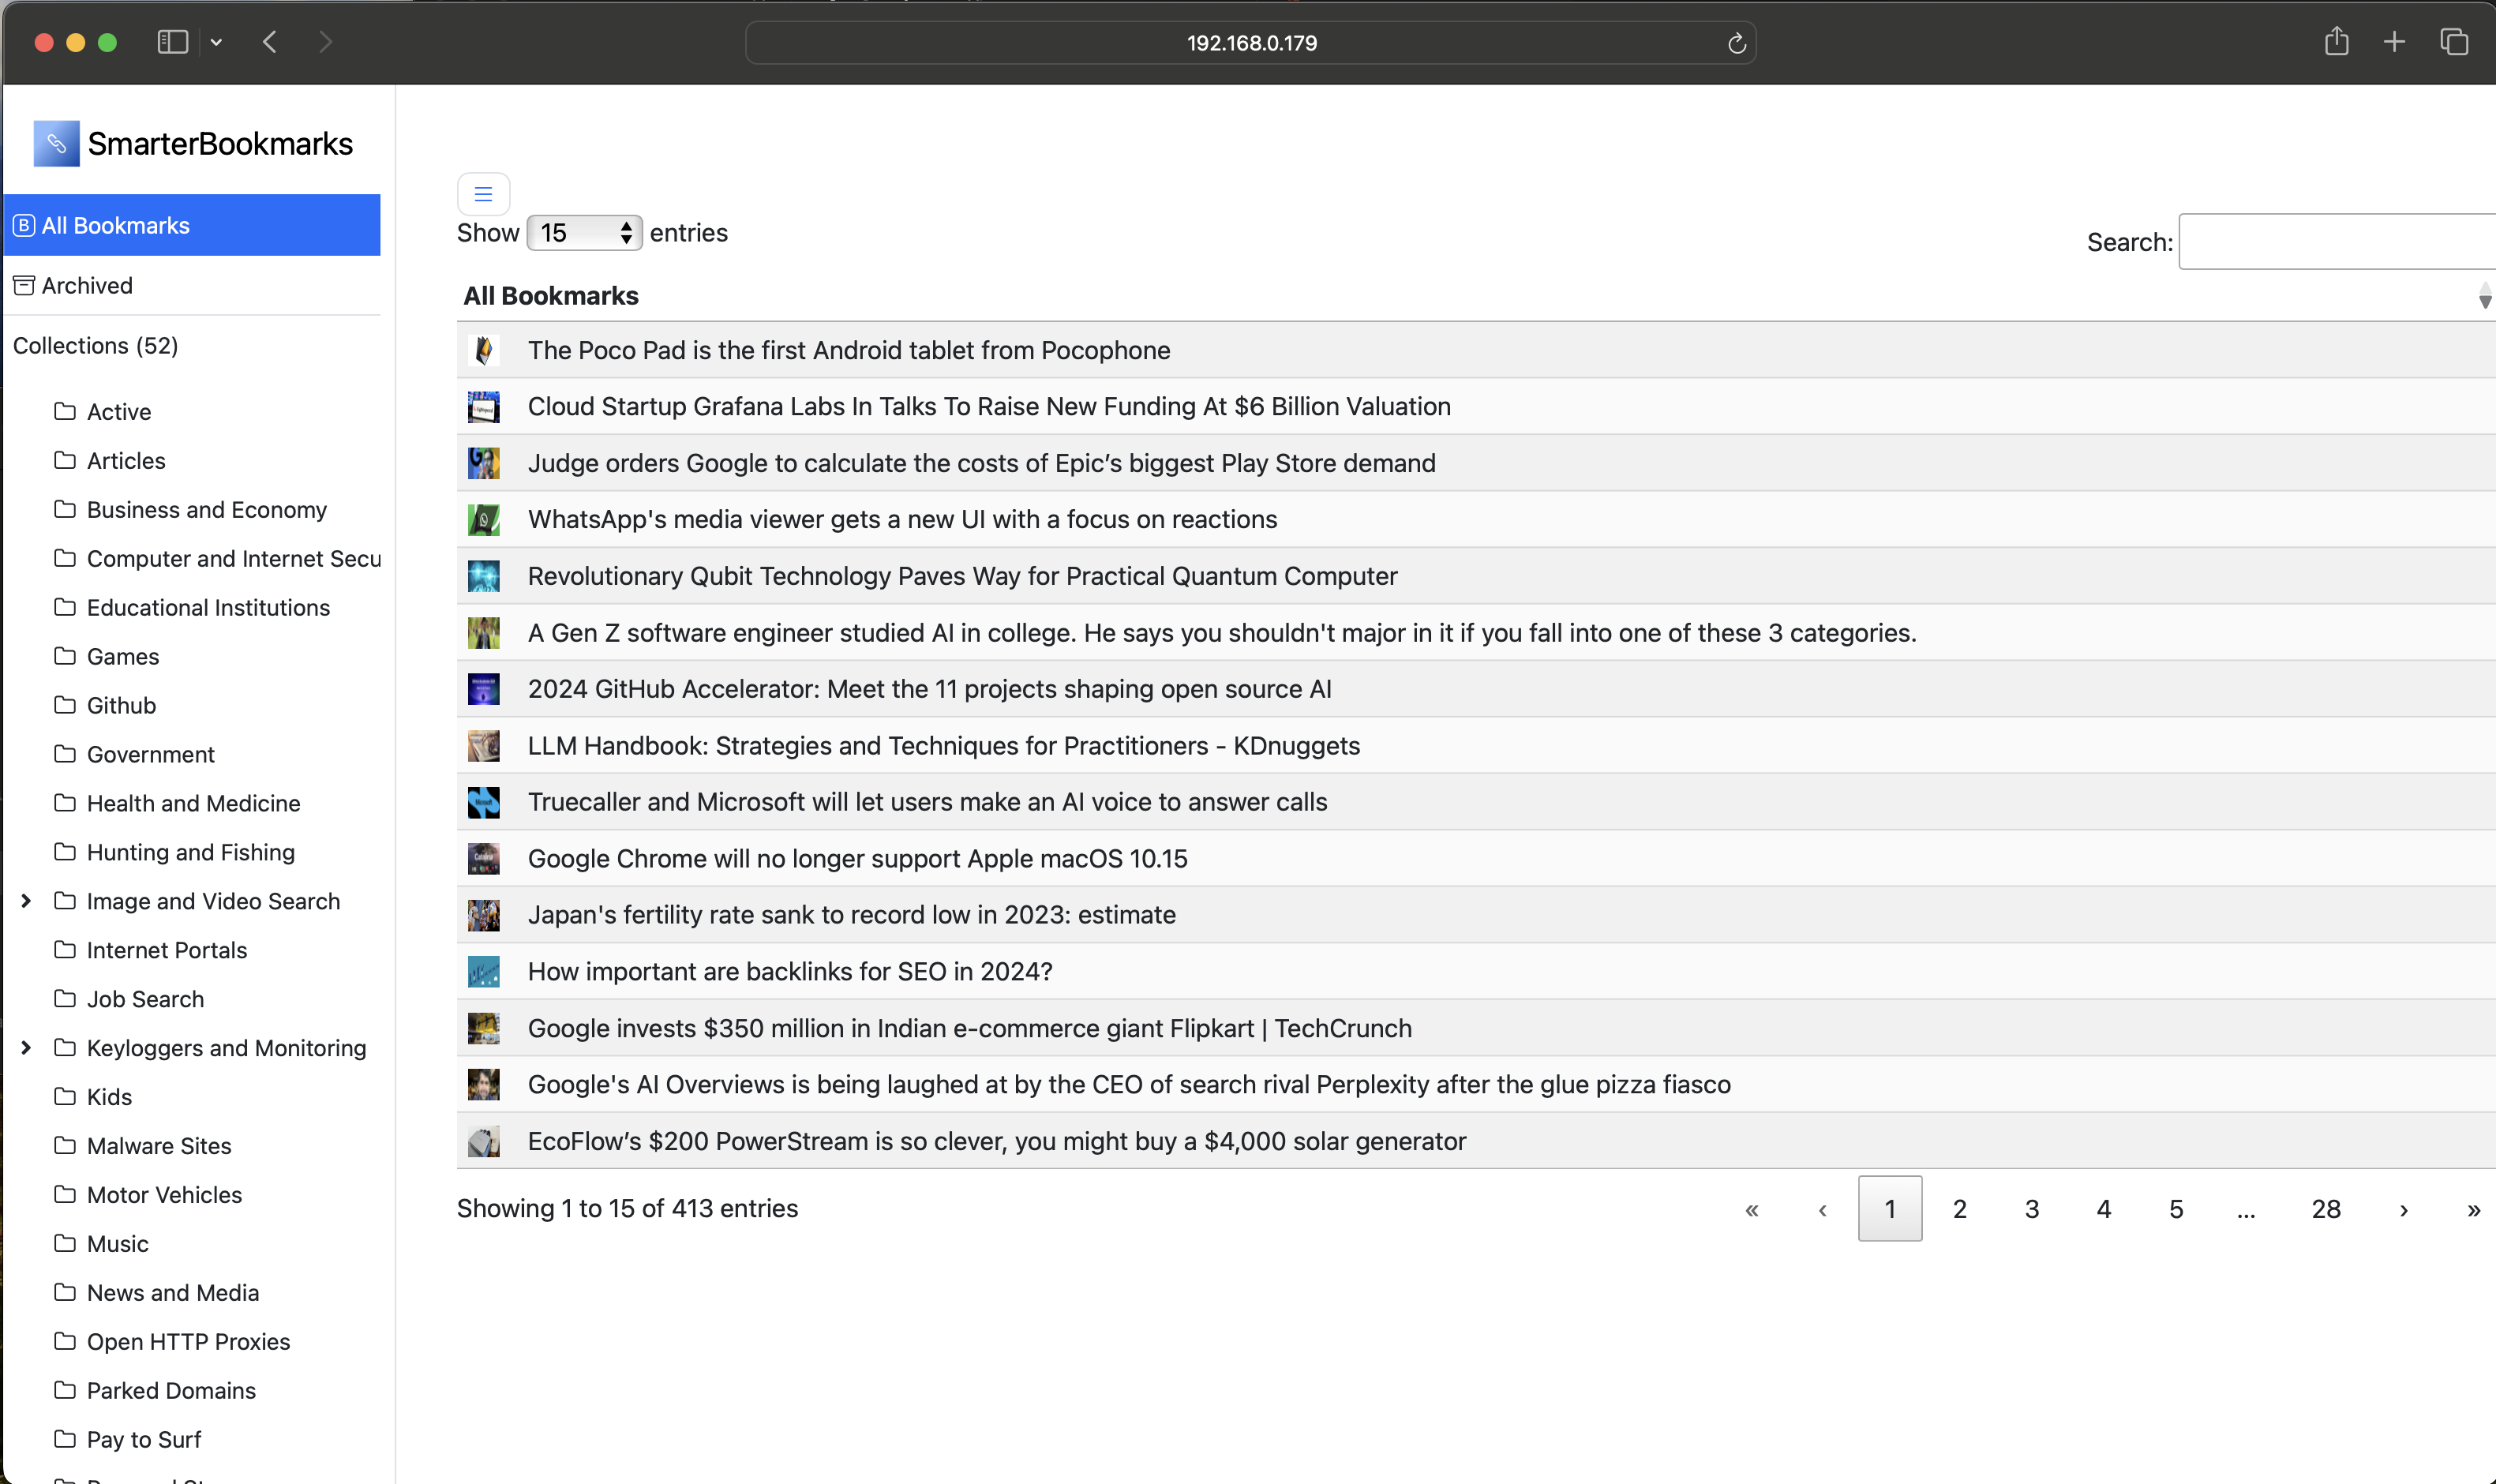 192.168.0.179
SmarterBookmarks
B All Bookmarks
Archived
Collections (52)
Active
Articles
Business and Economy
Computer and Internet Secu
Educational Institutions
Games
Github
Government
Health and Medicine
Hunting and Fishing
Image and Video Search
Internet Portals
Job Search
Keyloggers and Monitoring
Kids
Malware Sites
Motor Vehicles
Music
News and Media
Open HTTP Proxies
Parked Domains
Pay to Surf
Show 15 entries
Search:
All Bookmarks
The Poco Pad is the first Android tablet from Pocophone
Cloud Startup Grafana Labs In Talks To Raise New Funding At $6 Billion Valuation
Judge orders Google to calculate the costs of Epic’s biggest Play Store demand
WhatsApp's media viewer gets a new UI with a focus on reactions
Revolutionary Qubit Technology Paves Way for Practical Quantum Computer
A Gen Z software engineer studied AI in college. He says you shouldn't major in it if you fall into one of these 3 categories.
2024 GitHub Accelerator: Meet the 11 projects shaping open source AI
LLM Handbook: Strategies and Techniques for Practitioners - KDnuggets
Truecaller and Microsoft will let users make an AI voice to answer calls
Google Chrome will no longer support Apple macOS 10.15
Japan's fertility rate sank to record low in 2023: estimate
How important are backlinks for SEO in 2024?
Google invests $350 million in Indian e-commerce giant Flipkart | TechCrunch
Google's AI Overviews is being laughed at by the CEO of search rival Perplexity after the glue pizza fiasco
EcoFlow’s $200 PowerStream is so clever, you might buy a $4,000 solar generator
Showing 1 to 15 of 413 entries
« ‹ 1 2 3 4 5 ... 28 › »